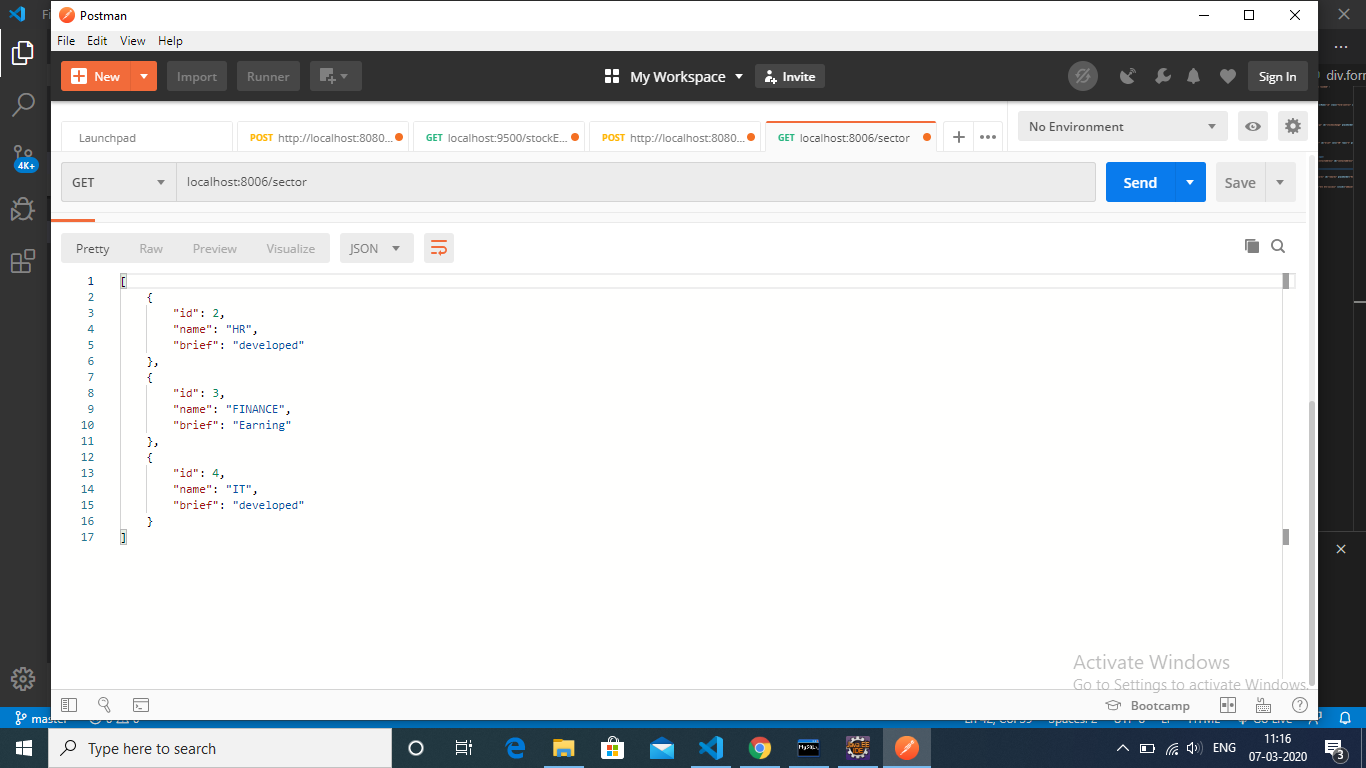 Fi
Postman
File Edit View Help
New Import Runner My Workspace Invite Sign In
div.for
Launchpad POST http://localhost:8080... GET localhost:9500/stockE... POST http://localhost:8080... GET localhost:8006/sector No Environment
4K+
GET localhost:8006/sector Send Save
Pretty Raw Preview Visualize JSON
1 [
2 {
3 "id": 2,
4 "name": "HR",
5 "brief": "developed"
6 },
7 {
8 "id": 3,
9 "name": "FINANCE",
10 "brief": "Earning"
11 },
12 {
13 "id": 4,
14 "name": "IT",
15 "brief": "developed"
16 }
17 ]
Activate Windows
Go to Settings to activate Windows.
Bootcamp
Type here to search
MySQL
ENG
11:16
07-03-2020
3